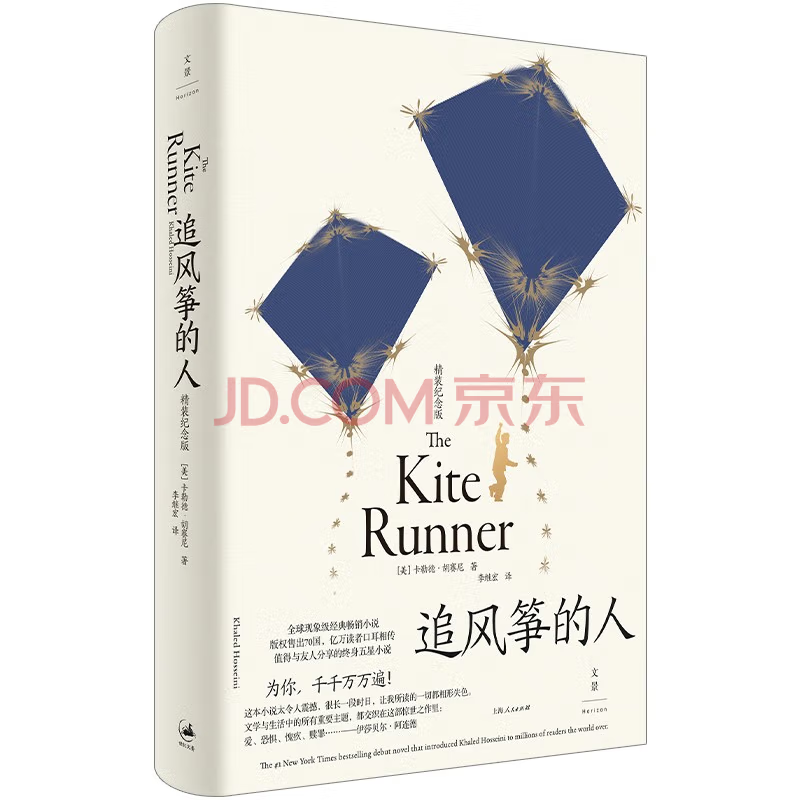 文景
Horizon
The
Kite
Runner
Khaled Hosseini
追风筝的人
精装纪念版
[美] 卡勒德·胡赛尼 著
李继宏 译
世纪文景
JD.COM 京东
精装纪念版
The
Kite
Runner
[美] 卡勒德·胡赛尼 著
李继宏 译
追风筝的人
Khaled Hosseini
全球现象级经典畅销小说
版权售出70国，亿万读者口耳相传
值得与友人分享的终身五星小说
为你，千千万万遍！
这本小说太令人震撼，很长一段时日，让我所读的一切都相形失色。
文学与生活中的所有重要主题，都交织在这部惊世之作里：
爱、恐惧、愧疚、赎罪………——伊莎贝尔·阿连德
上海人民出版社
文景
Horizon
The #1 New York Times bestselling debut novel that introduced Khaled Hosseini to millions of readers the world over.